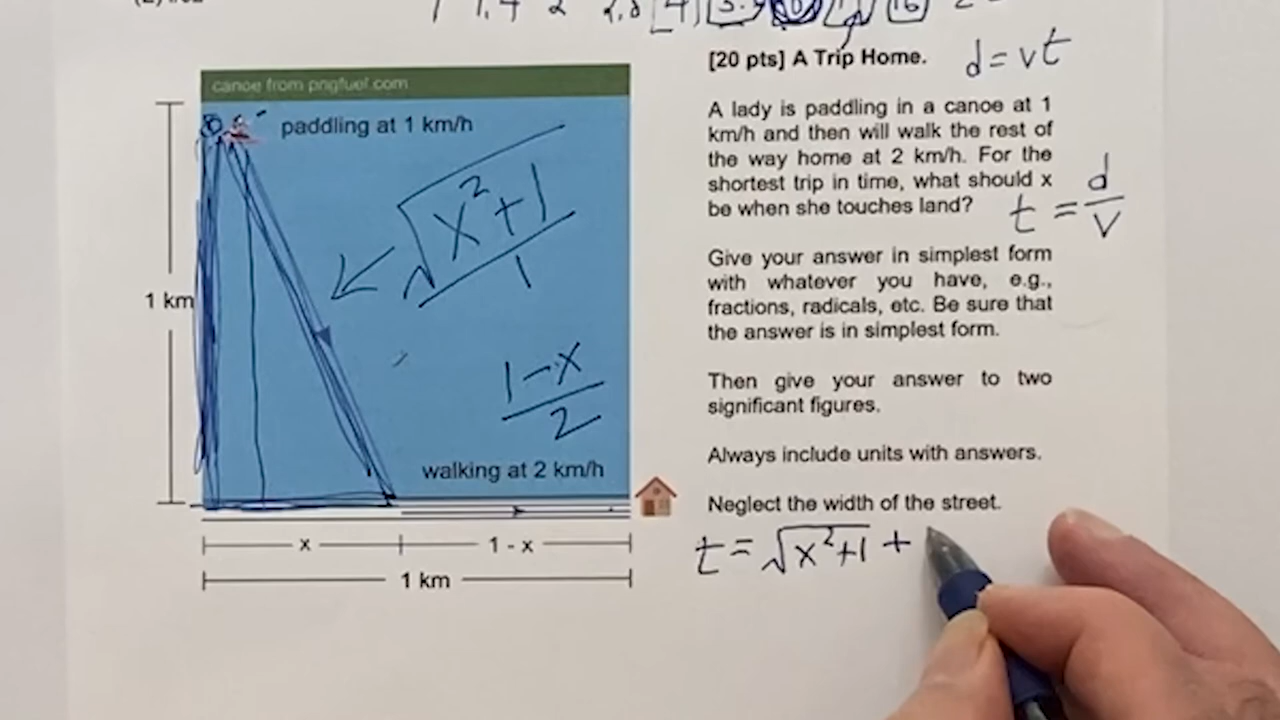 canoe from pngfuel.com
paddling at 1 km/h
√x²+1
1
1 km
1-x
2
walking at 2 km/h
x
1 - x
1 km
[20 pts] A Trip Home.
d = vt
A lady is paddling in a canoe at 1
km/h and then will walk the rest of
the way home at 2 km/h. For the
shortest trip in time, what should x
be when she touches land?
t = d/v
Give your answer in simplest form
with whatever you have, e.g.,
fractions, radicals, etc. Be sure that
the answer is in simplest form.
Then give your answer to two
significant figures.
Always include units with answers.
Neglect the width of the street.
t = √x²+1 +